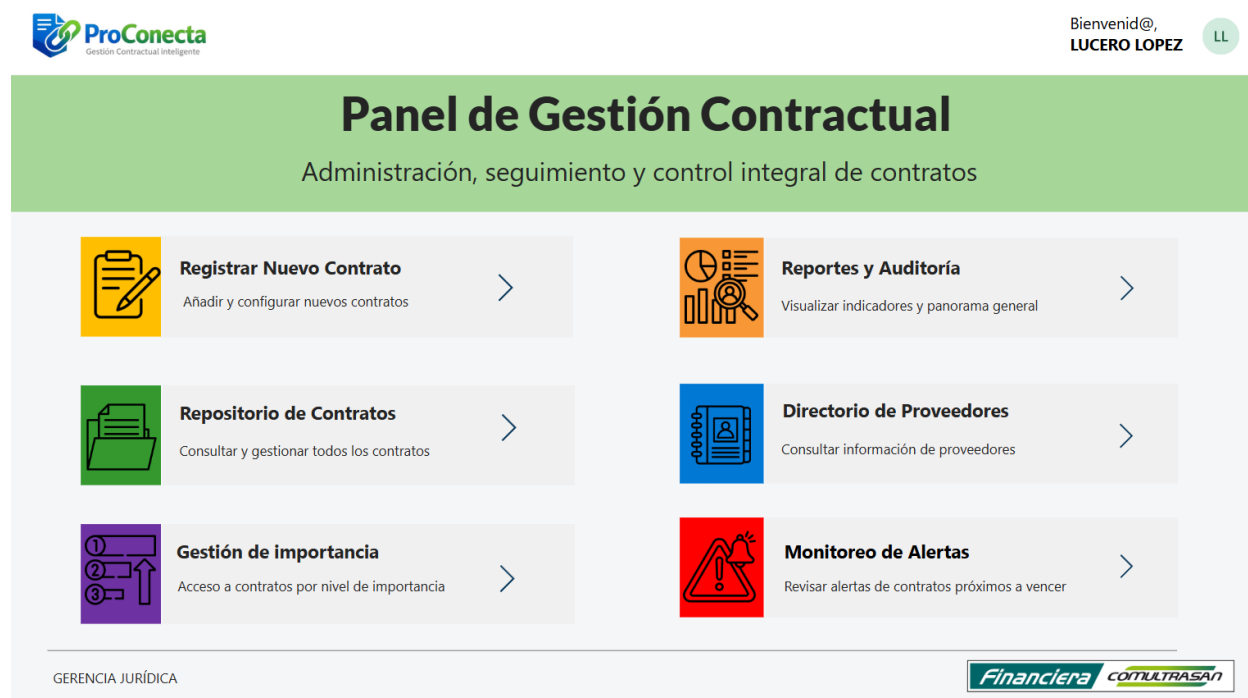 ProConecta
Gestión Contractual inteligente
Bienvenid@,
LUCERO LOPEZ
LL
Panel de Gestión Contractual
Administración, seguimiento y control integral de contratos
Registrar Nuevo Contrato
Añadir y configurar nuevos contratos
Reportes y Auditoría
Visualizar indicadores y panorama general
Repositorio de Contratos
Consultar y gestionar todos los contratos
Directorio de Proveedores
Consultar información de proveedores
1
2
3
Gestión de importancia
Acceso a contratos por nivel de importancia
Monitoreo de Alertas
Revisar alertas de contratos próximos a vencer
GERENCIA JURÍDICA
Financiera COMULTRASAN